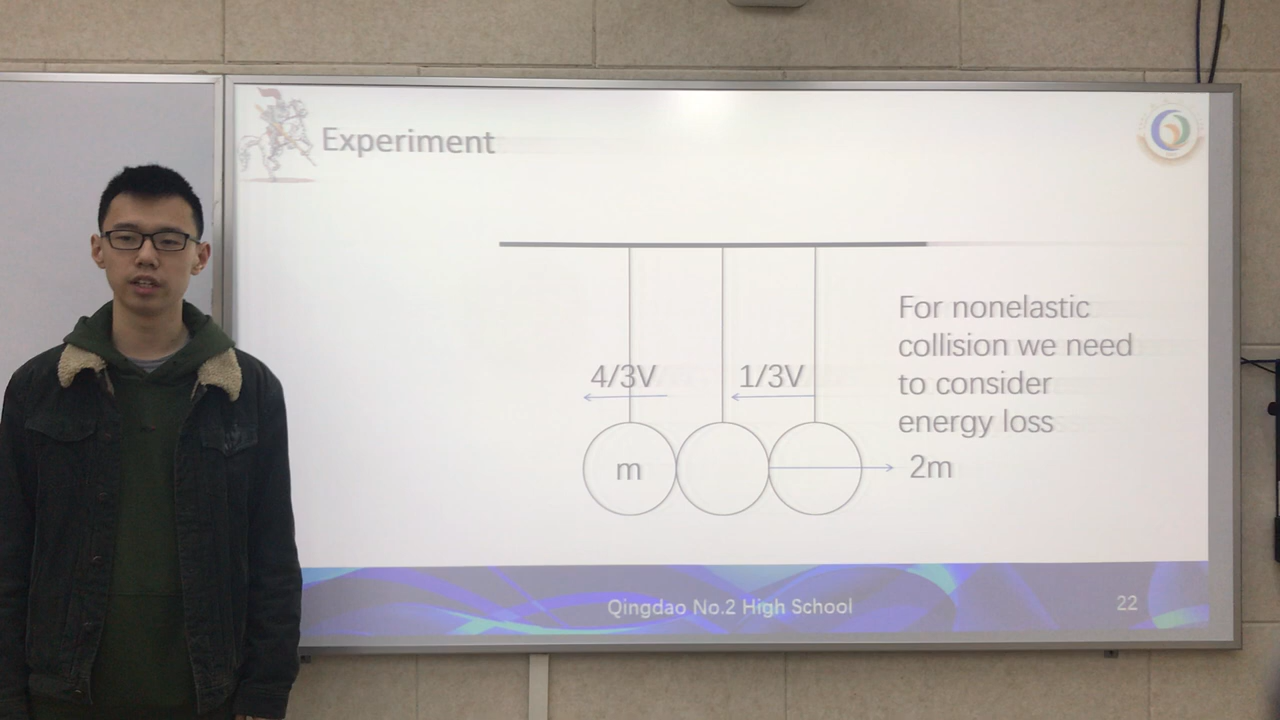 Experiment
4/3V
1/3V
For nonelastic
collision we need
to consider
energy loss
m
2m
Qingdao No.2 High School
22